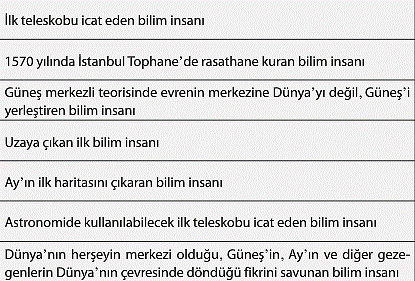 İlk teleskobu icat eden bilim insanı
1570 yılında İstanbul Tophane’de rasathane kuran bilim insanı
Güneş merkezli teorisinde evrenin merkezine Dünya’yı değil, Güneş’i
yerleştiren bilim insanı
Uzaya çıkan ilk bilim insanı
Ay’ın ilk haritasını çıkaran bilim insanı
Astronomide kullanılabilecek ilk teleskobu icat eden bilim insanı
Dünya’nın herşeyin merkezi olduğu, Güneş’in, Ay’ın ve diğer geze-
genlerin Dünya’nın çevresinde döndüğü fikrini savunan bilim insanı